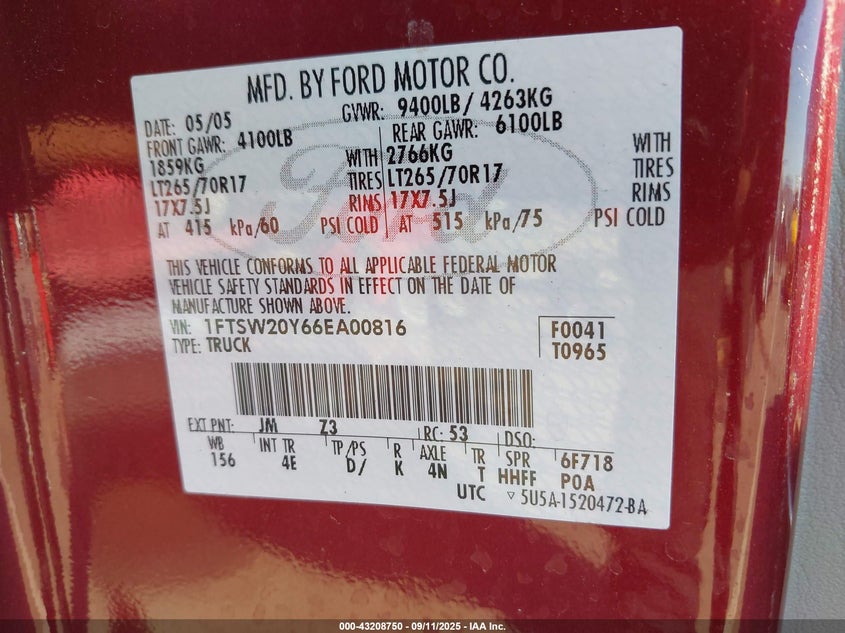 MFD. BY FORD MOTOR CO.
DATE: 05/05 GVWR: 9400LB/ 4263KG
FRONT GAWR: 4100LB REAR GAWR: 6100LB
1859KG WITH 2766KG WITH
LT265/70R17 TIRES LT265/70R17 TIRES
17X7.5J RINS 17X7.5J RIMS
AT 415 kPa/60 PSI COLD AT 515 kPa/75 PSI COLD
Ford
THIS VEHICLE CONFORMS TO ALL APPLICABLE FEDERAL MOTOR
VEHICLE SAFETY STANDARDS IN EFFECT ON THE DATE OF
MANUFACTURE SHOWN ABOVE.
VIN: 1FTSW20Y66EA00816 F0041
TYPE: TRUCK T0965
EXT PNT: JM Z3 RC: 53 DSO:
WB INT TR TP/PS R AXLE TR SPR 6F718
156 4E D/ K 4N T HHFF POA
UTC ▽ 5U5A-1520472-BA
000-43208750 - 09/11/2025 - IAA Inc.